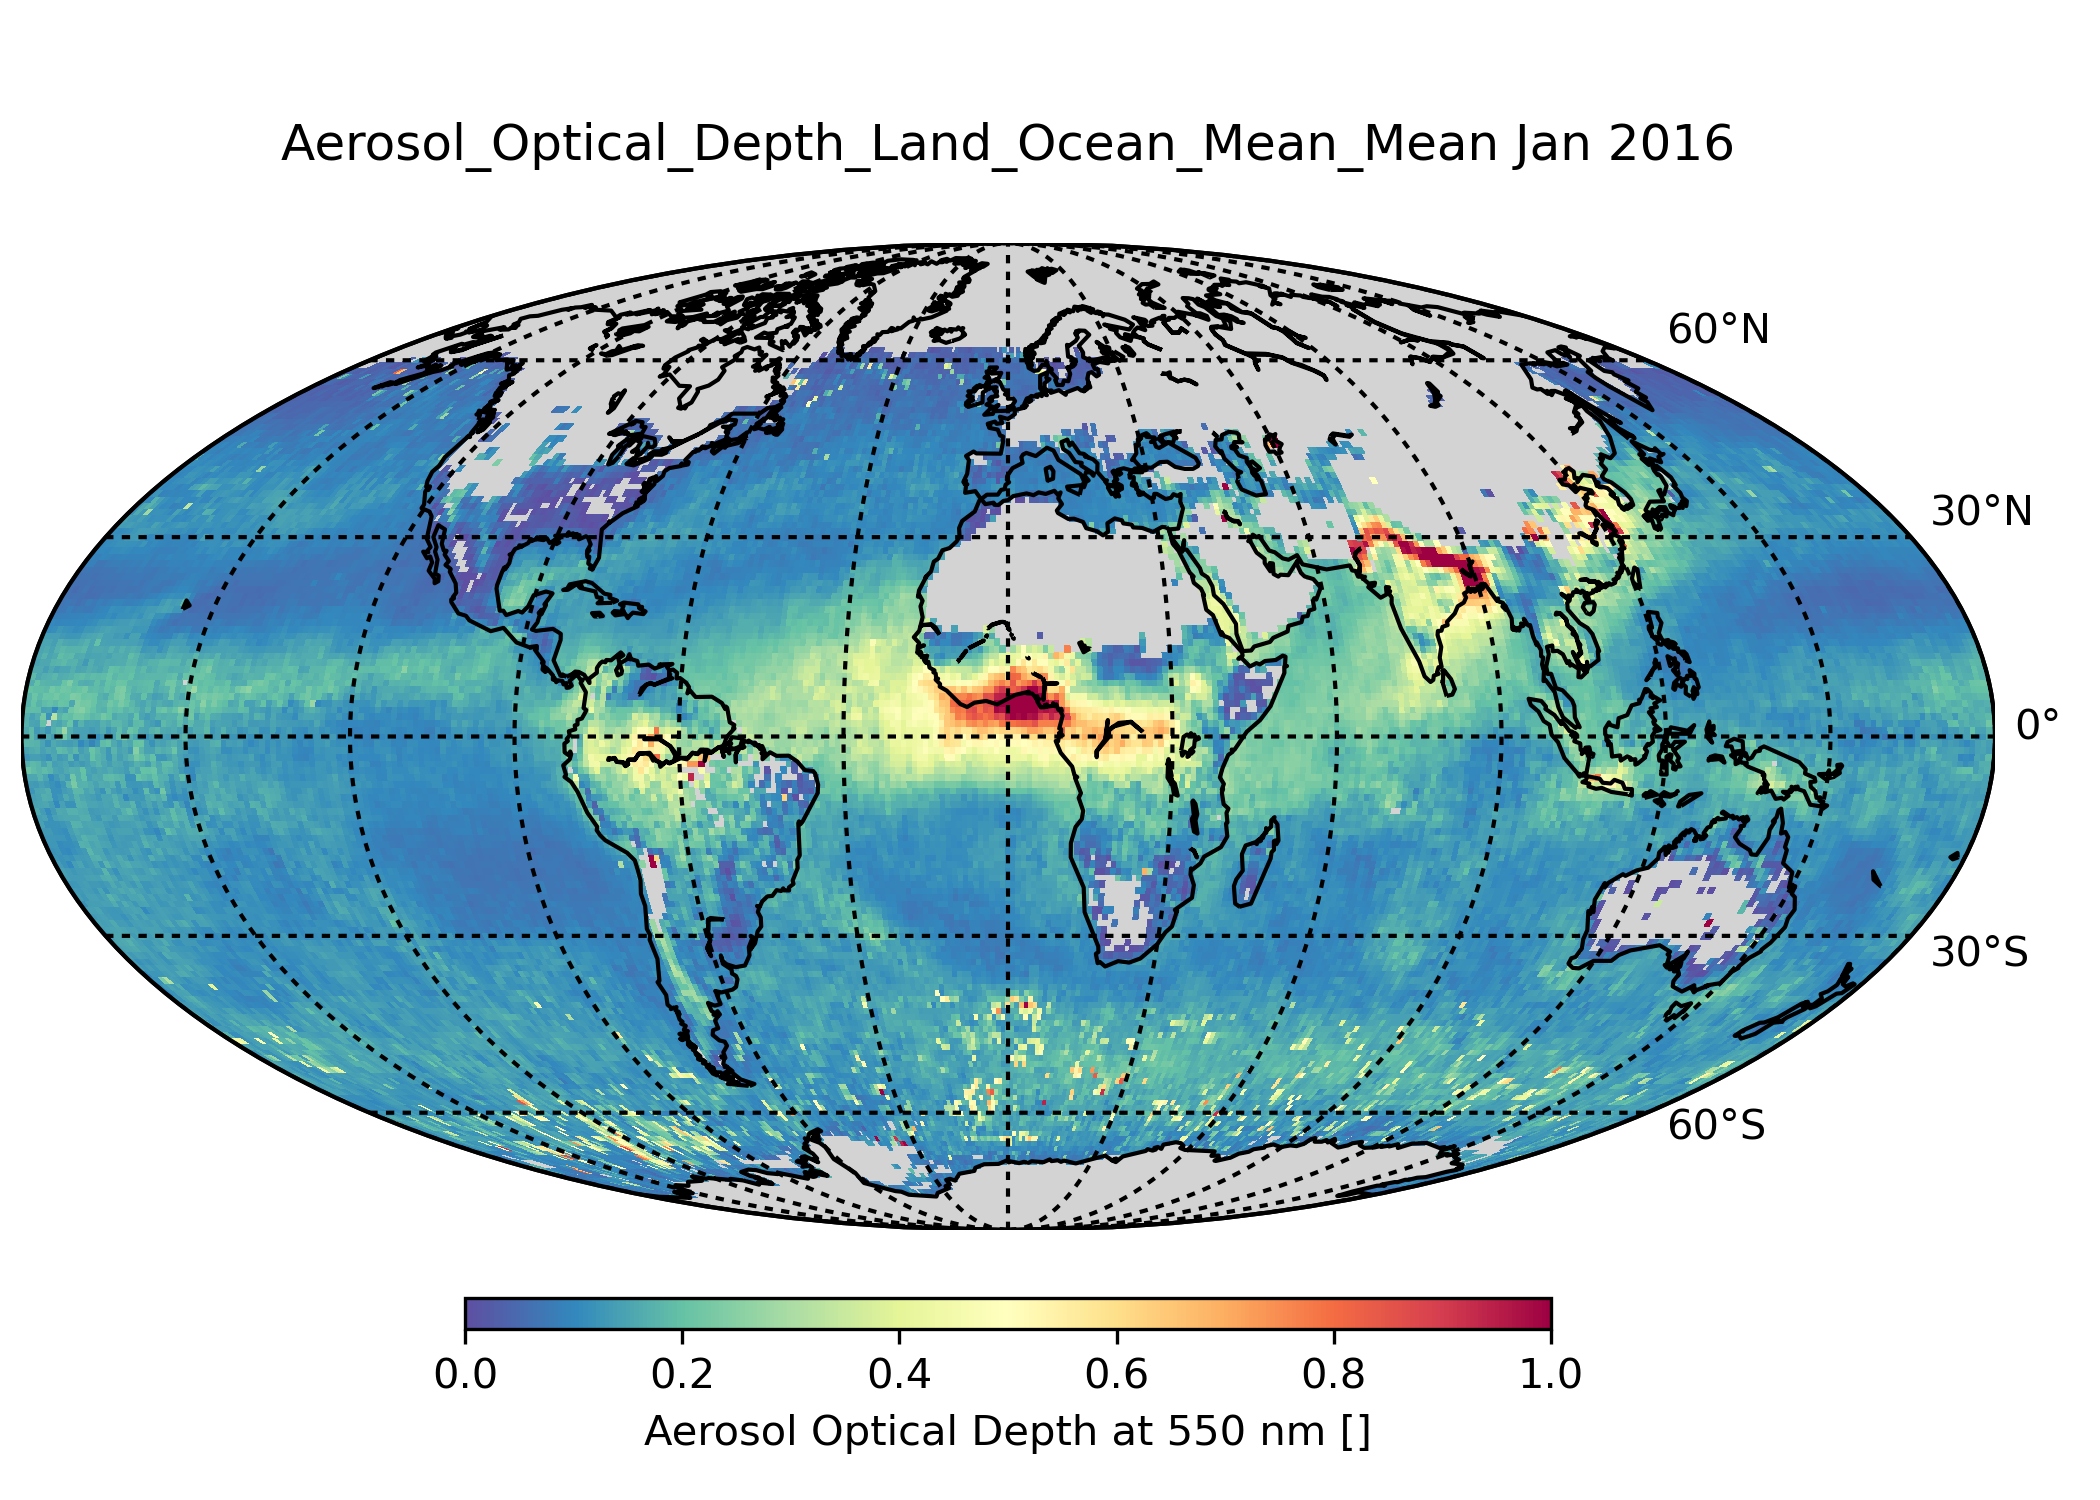 Aerosol_Optical_Depth_Land_Ocean_Mean_Mean Jan 2016
60°N
30°N
0°
30°S
60°S
0.0 0.2 0.4 0.6 0.8 1.0
Aerosol Optical Depth at 550 nm []